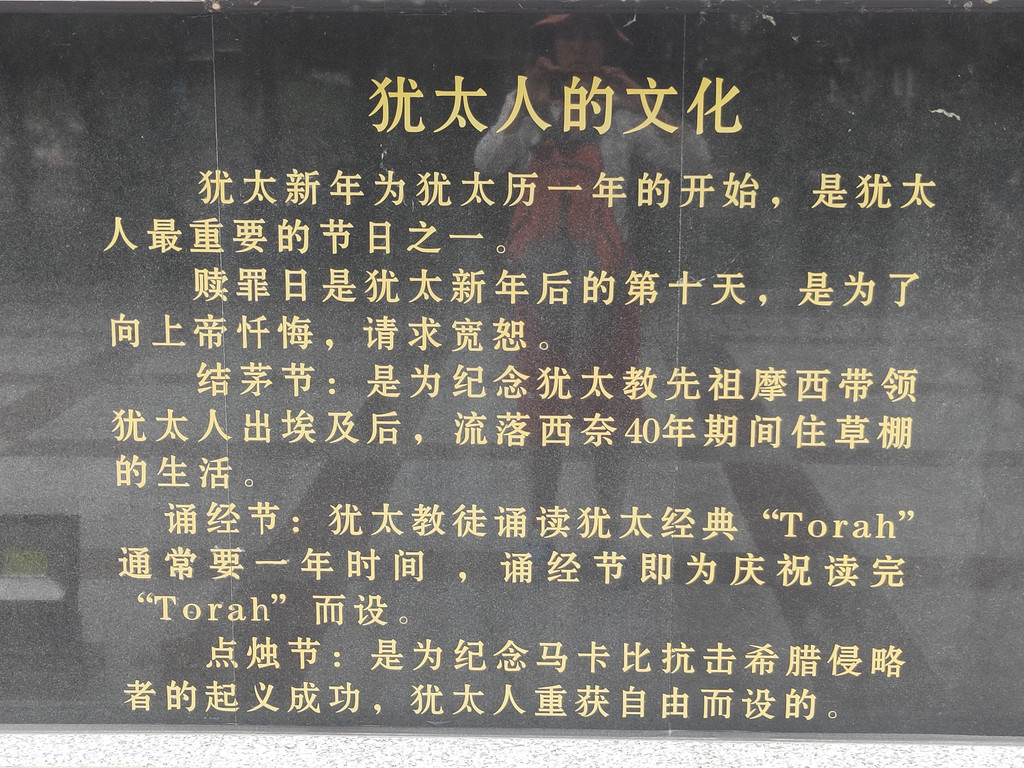 犹太人的文化
犹太新年为犹太历一年的开始，是犹太
人最重要的节日之一。
赎罪日是犹太新年后的第十天，是为了
向上帝忏悔，请求宽恕。
结茅节：是为纪念犹太教先祖摩西带领
犹太人出埃及后，流落西奈40年期间住草棚
的生活。
诵经节：犹太教徒诵读犹太经典“Torah”
通常要一年时间，诵经节即为庆祝读完
“Torah”而设。
点烛节：是为纪念马卡比抗击希腊侵略
者的起义成功，犹太人重获自由而设的。